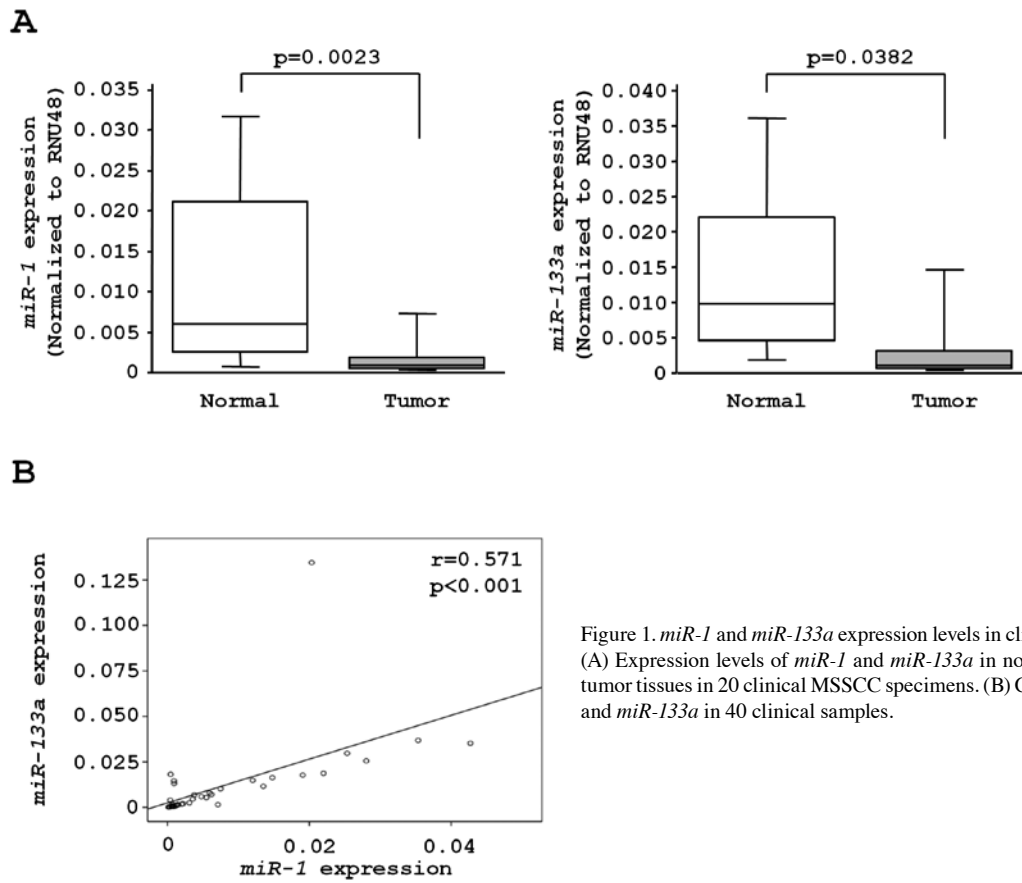 A
p=0.0023
miR-1 expression
(Normalized to RNU48)
0.035
0.030
0.025
0.020
0.015
0.010
0.005
0
Normal
Tumor
p=0.0382
miR-133a expression
(Normalized to RNU48)
0.040
0.035
0.030
0.025
0.020
0.015
0.010
0.005
0
Normal
Tumor
B
r=0.571
p<0.001
miR-133a expression
0.125
0.100
0.075
0.050
0.025
0
0
0.02
0.04
miR-1 expression
Figure 1. miR-1 and miR-133a expression levels in
(A) Expression levels of miR-1 and miR-133a in
tumor tissues in 20 clinical MSSCC specimens. (B)
and miR-133a in 40 clinical samples.